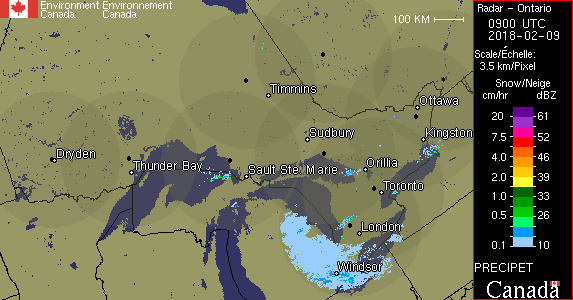 Environment Environnement
Canada Canada
Radar - Ontario
0900 UTC
2018-02-09
100 KM
Scale/Échelle:
3.5 km/Pixel
Snow/Neige
cm/hr dBZ
20 61
7.5 52
4.0 46
2.0 39
1.0 33
0.5 26
0.1 10
PRECIPET
Canada
Timmins
Ottawa
Sudbury
Kingston
Dryden
Thunder Bay
Sault Ste. Marie
Orillia
Toronto
London
Windsor